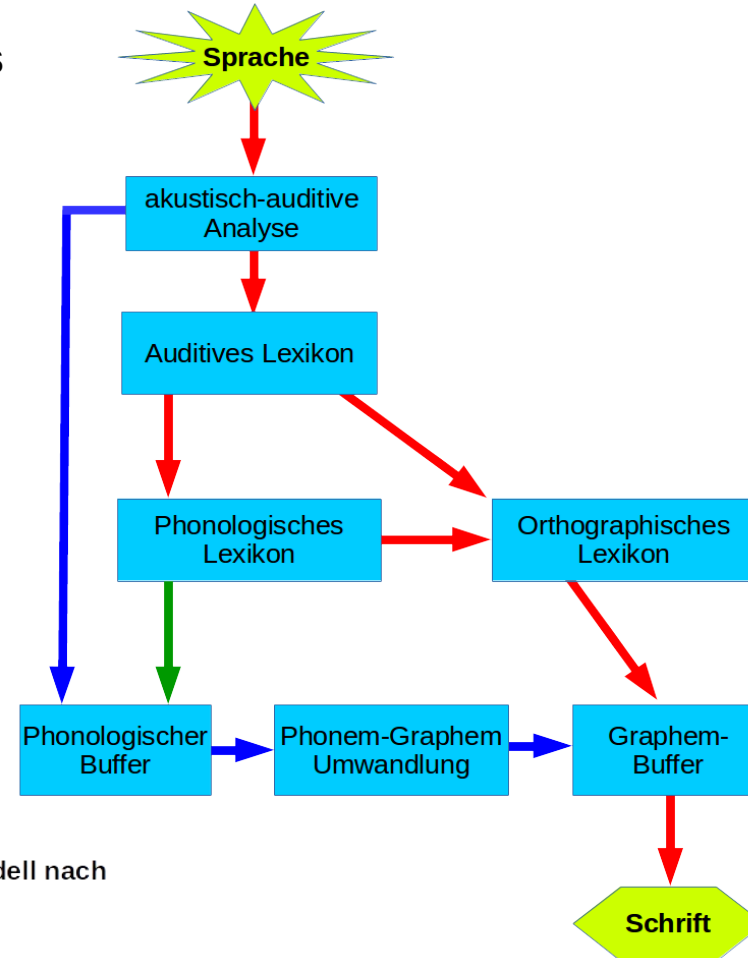 s
Sprache
akustisch-auditive
Analyse
Auditives Lexikon
Phonologisches
Lexikon
Orthographisches
Lexikon
Phonologischer
Buffer
Phonem-Graphem
Umwandlung
Graphem-
Buffer
dell nach
Schrift